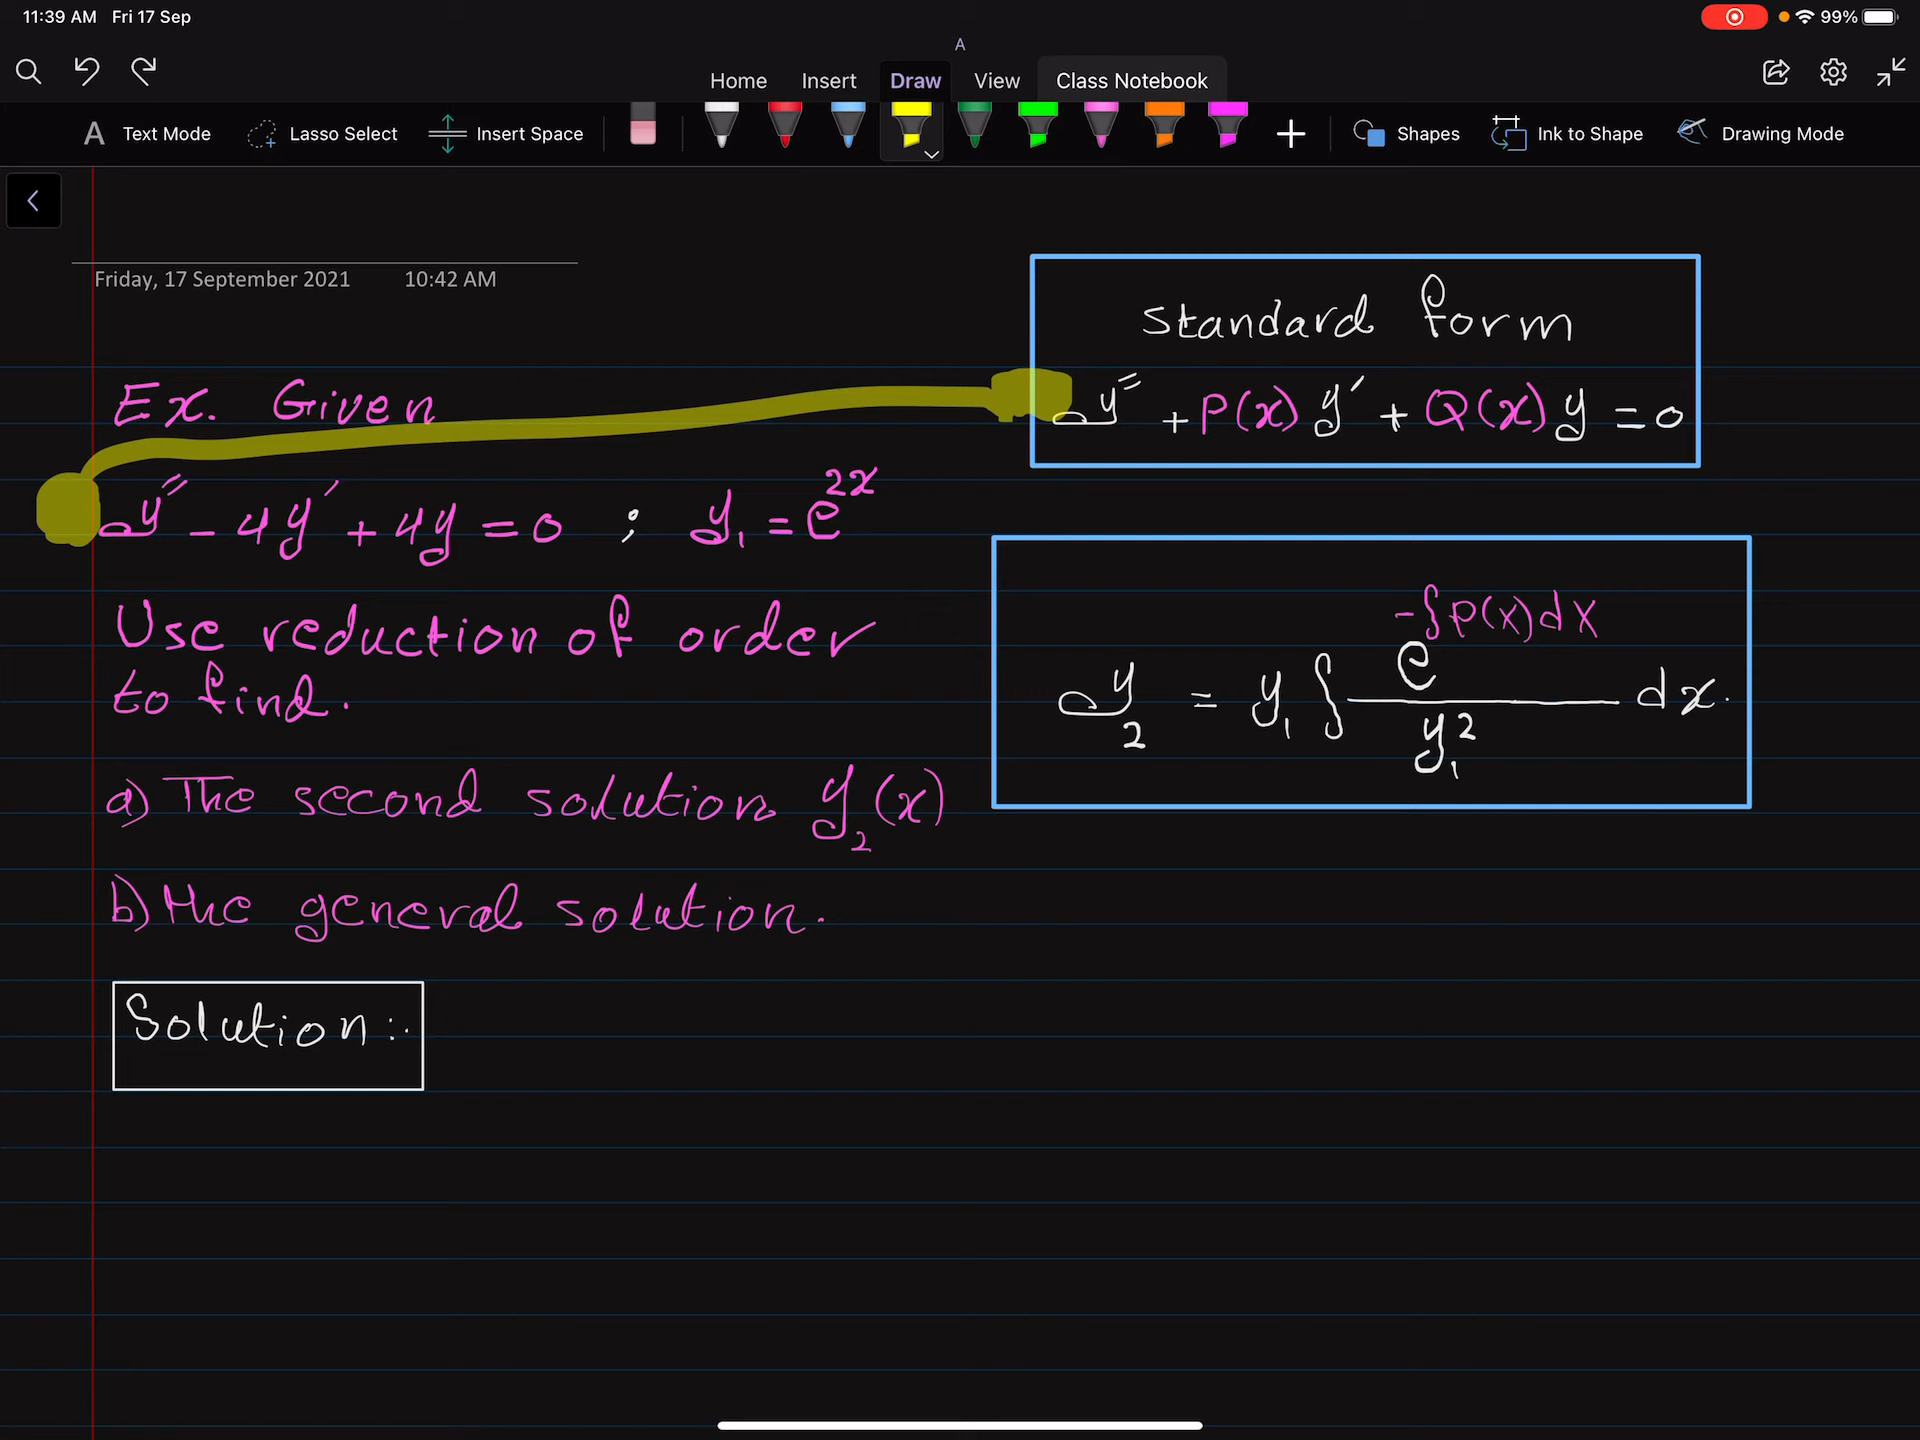 11:39 AM Fri 17 Sep 99%
A
Home Insert Draw View Class Notebook
A Text Mode Lasso Select Insert Space Shapes Ink to Shape Drawing Mode
Friday, 17 September 2021 10:42 AM
standard form
y″ + P(x) y′ + Q(x) y = 0
Ex. Given
y″ - 4y′ + 4y = 0 ; y₁ = e^2x
Use reduction of order
to find.
y₂ = y₁ ∫ e^(-∫P(x)dx) / y₁² dx.
a) The second solution y₂(x)
b) the general solution.
Solution :.